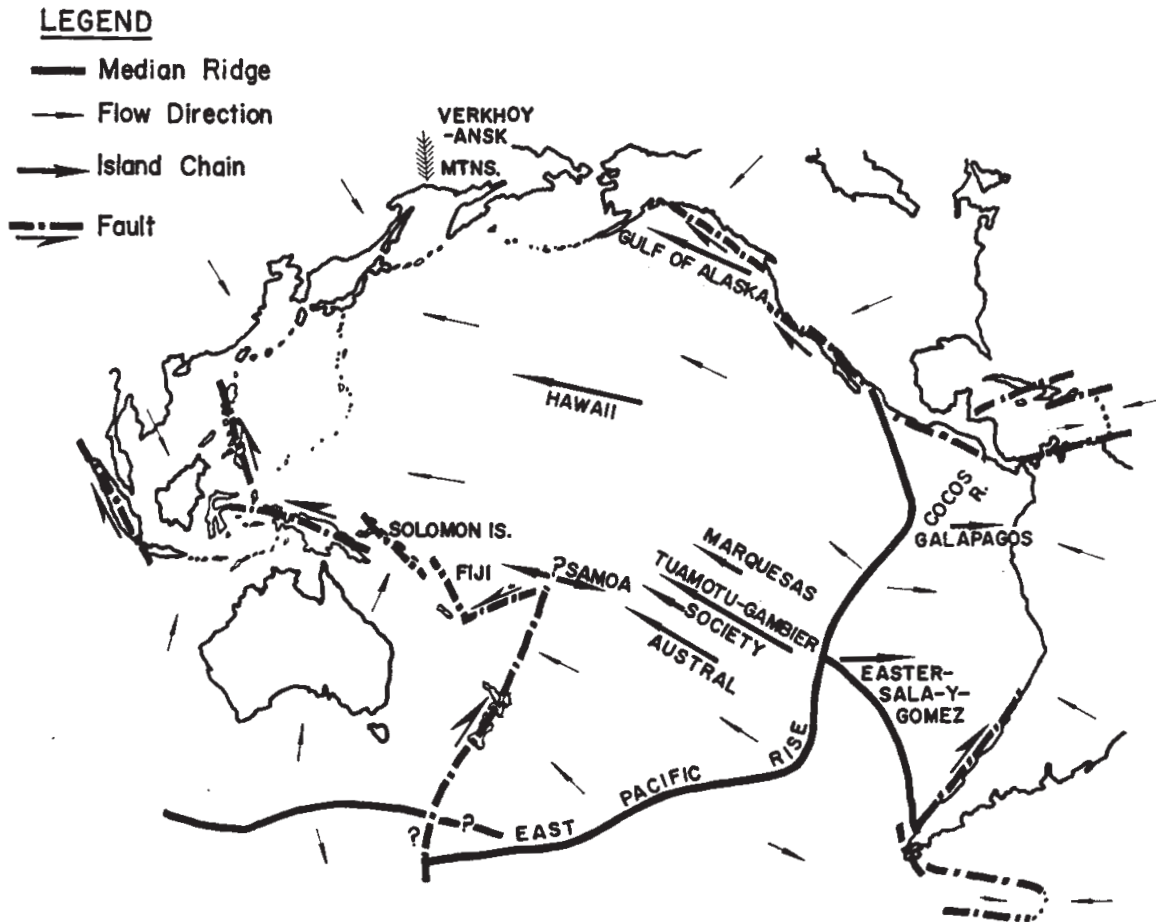 LEGEND
Median Ridge
Flow Direction
Island Chain
Fault
VERKHOY
-ANSK
MTNS.
GULF OF ALASKA
HAWAII
COCOS
R.
GALAPAGOS
SOLOMON IS.
FIJI
?
SAMOA
MARQUESAS
TUAMOTU-GAMBIER
SOCIETY
AUSTRAL
EASTER-
SALA-Y-
GOMEZ
EAST PACIFIC RISE
?
?